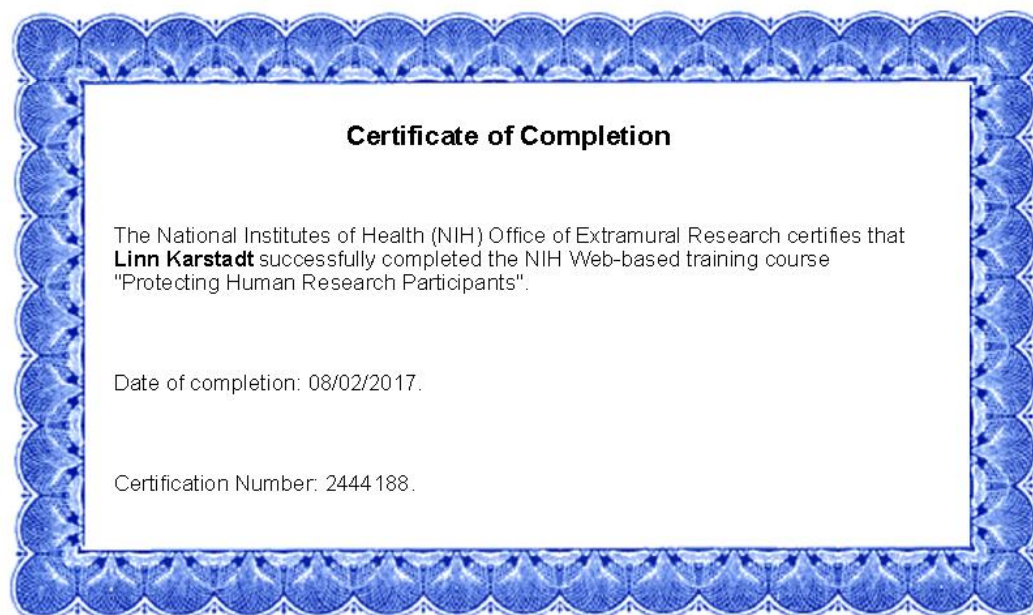 Certificate of Completion
The National Institutes of Health (NIH) Office of Extramural Research certifies that
Linn Karstadt successfully completed the NIH Web-based training course
"Protecting Human Research Participants".
Date of completion: 08/02/2017.
Certification Number: 2444188.